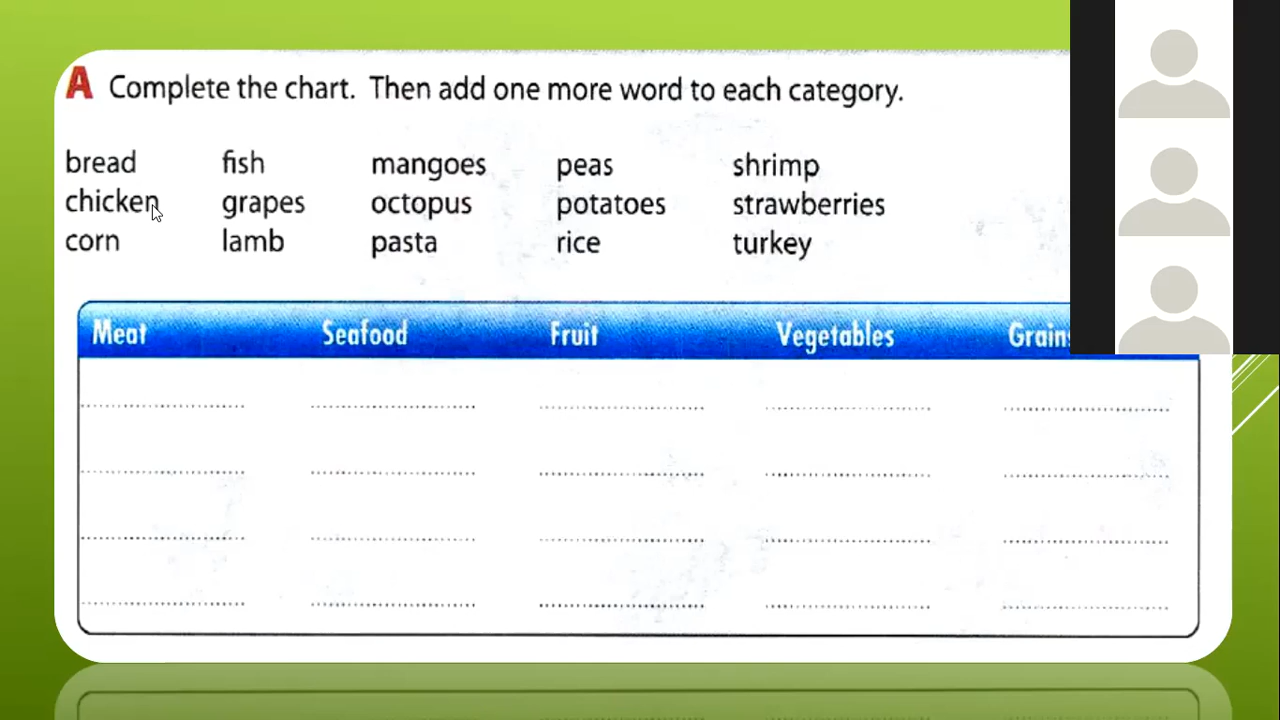 A Complete the chart. Then add one more word to each category.
bread fish mangoes peas shrimp
chicken grapes octopus potatoes strawberries
corn lamb pasta rice turkey
Meat Seafood Fruit Vegetables Grains